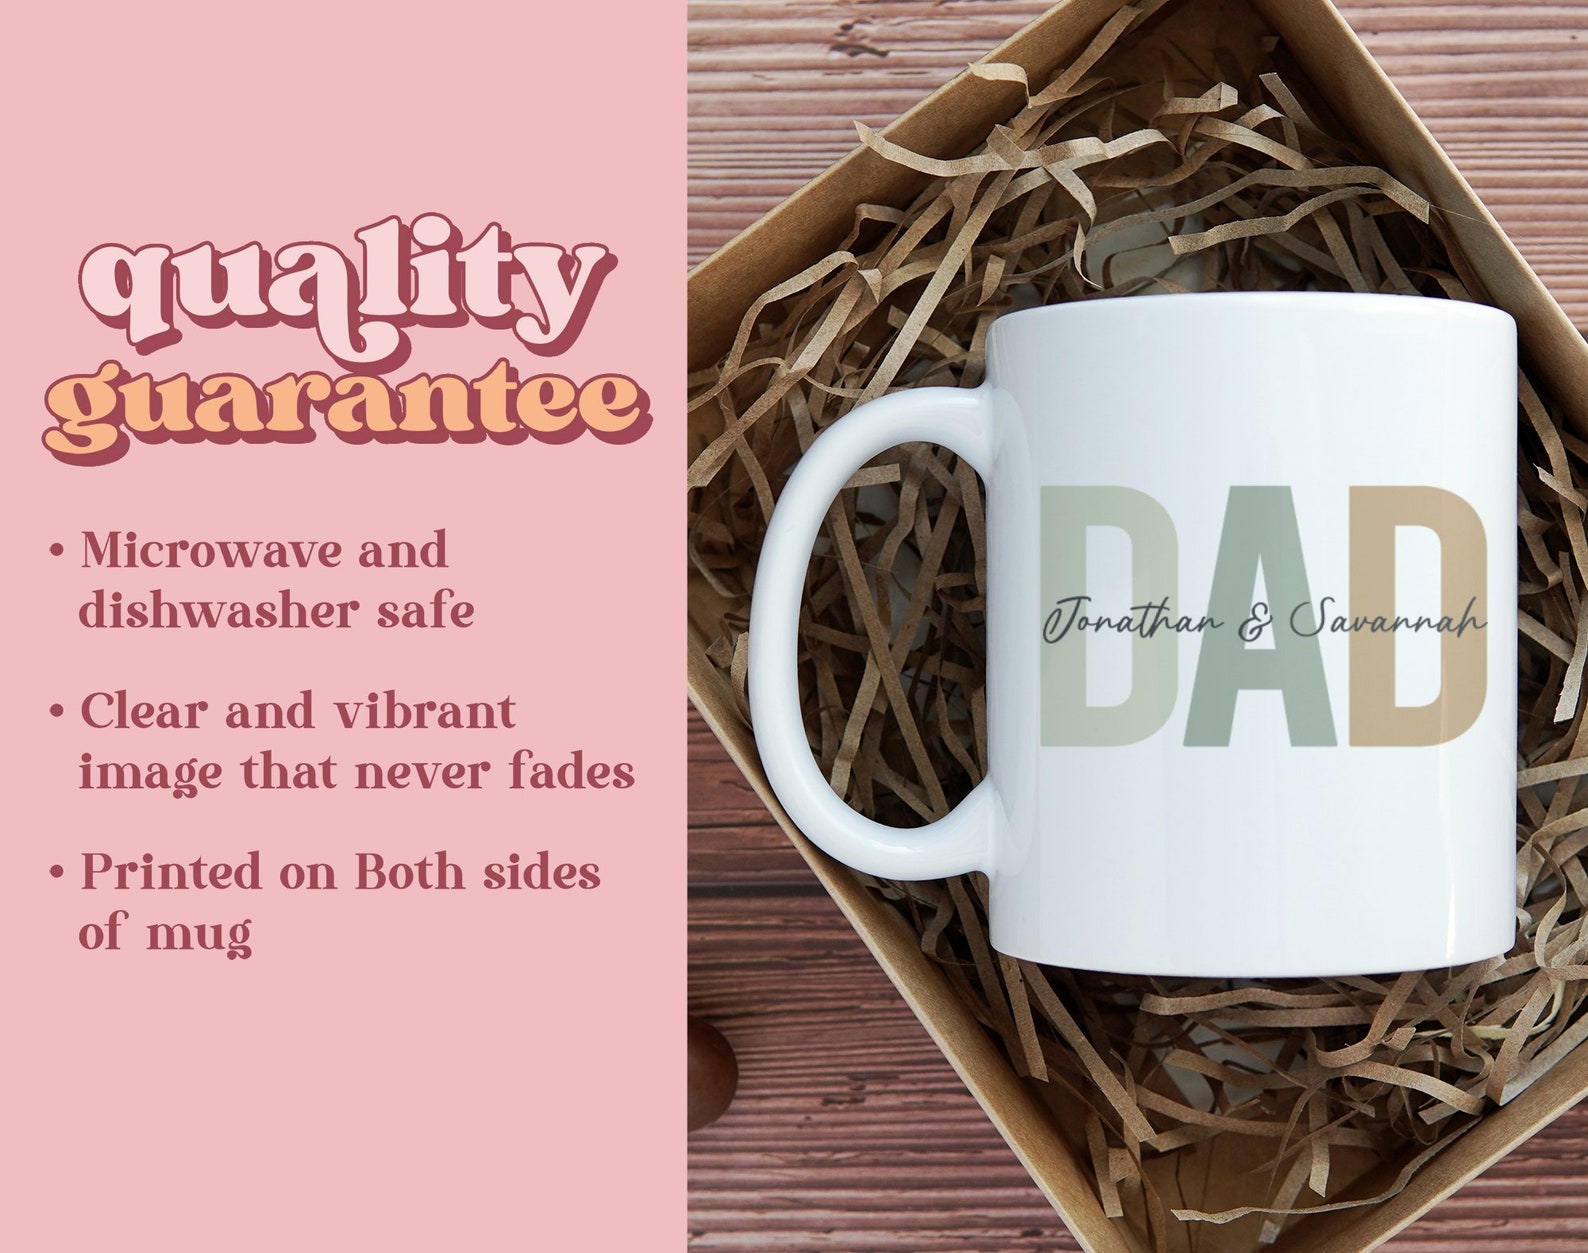 quality
guarantee
• Microwave and
dishwasher safe
• Clear and vibrant
image that never fades
• Printed on Both sides
of mug
DAD
Jonathan & Savannah